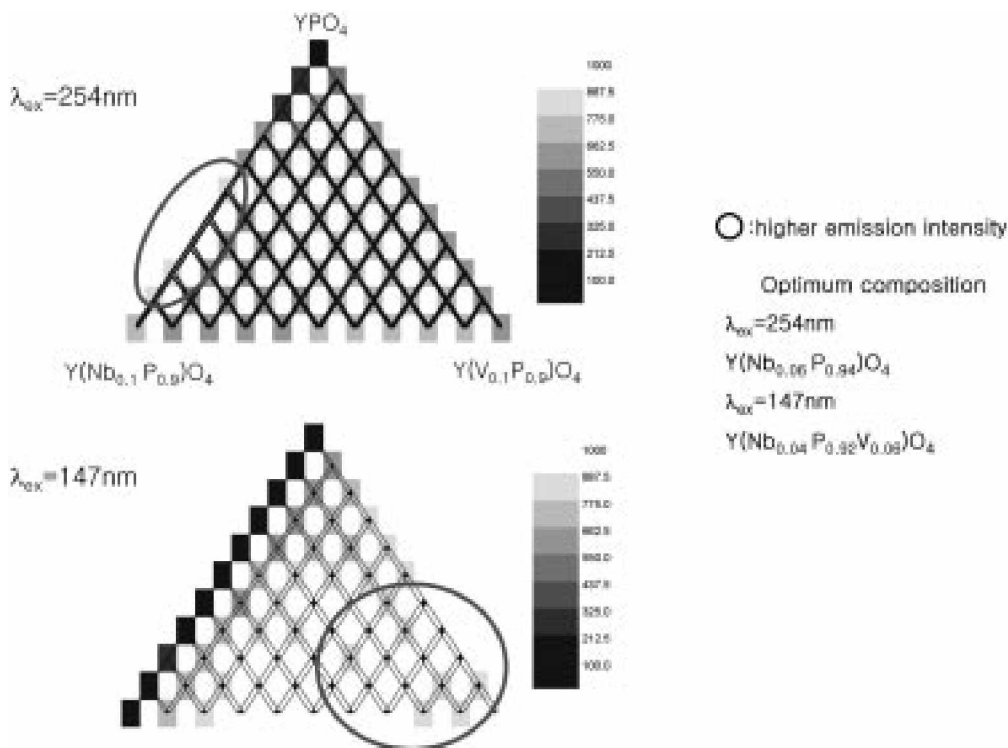 YPO₄
λₑₓ=254nm
1000
887.5
775.0
662.5
550.0
437.5
325.0
212.5
100.0
Y(Nb₀.₁P₀.₉)O₄
Y(V₀.₁P₀.₉)O₄
:higher emission intensity
Optimum composition
λₑₓ=254nm
Y(Nb₀.₀₆P₀.₉₄)O₄
λₑₓ=147nm
Y(Nb₀.₀₄P₀.₉₂V₀.₀₆)O₄
λₑₓ=147nm
1000
887.5
775.0
662.5
550.0
437.5
325.0
212.5
100.0